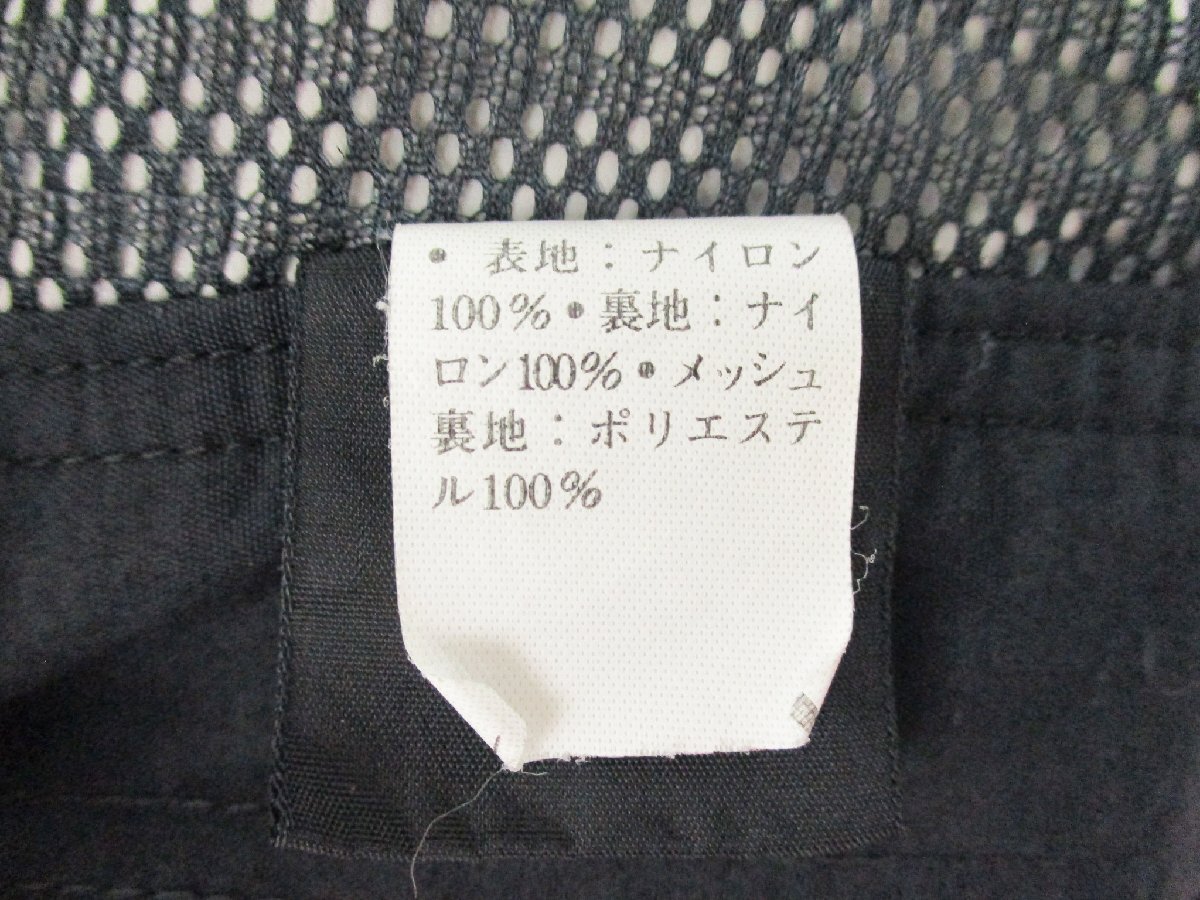 • 表地：ナイロン
100%•裏地：ナイ
ロン100%•メッシュ
裏地：ポリエステ
ル100%